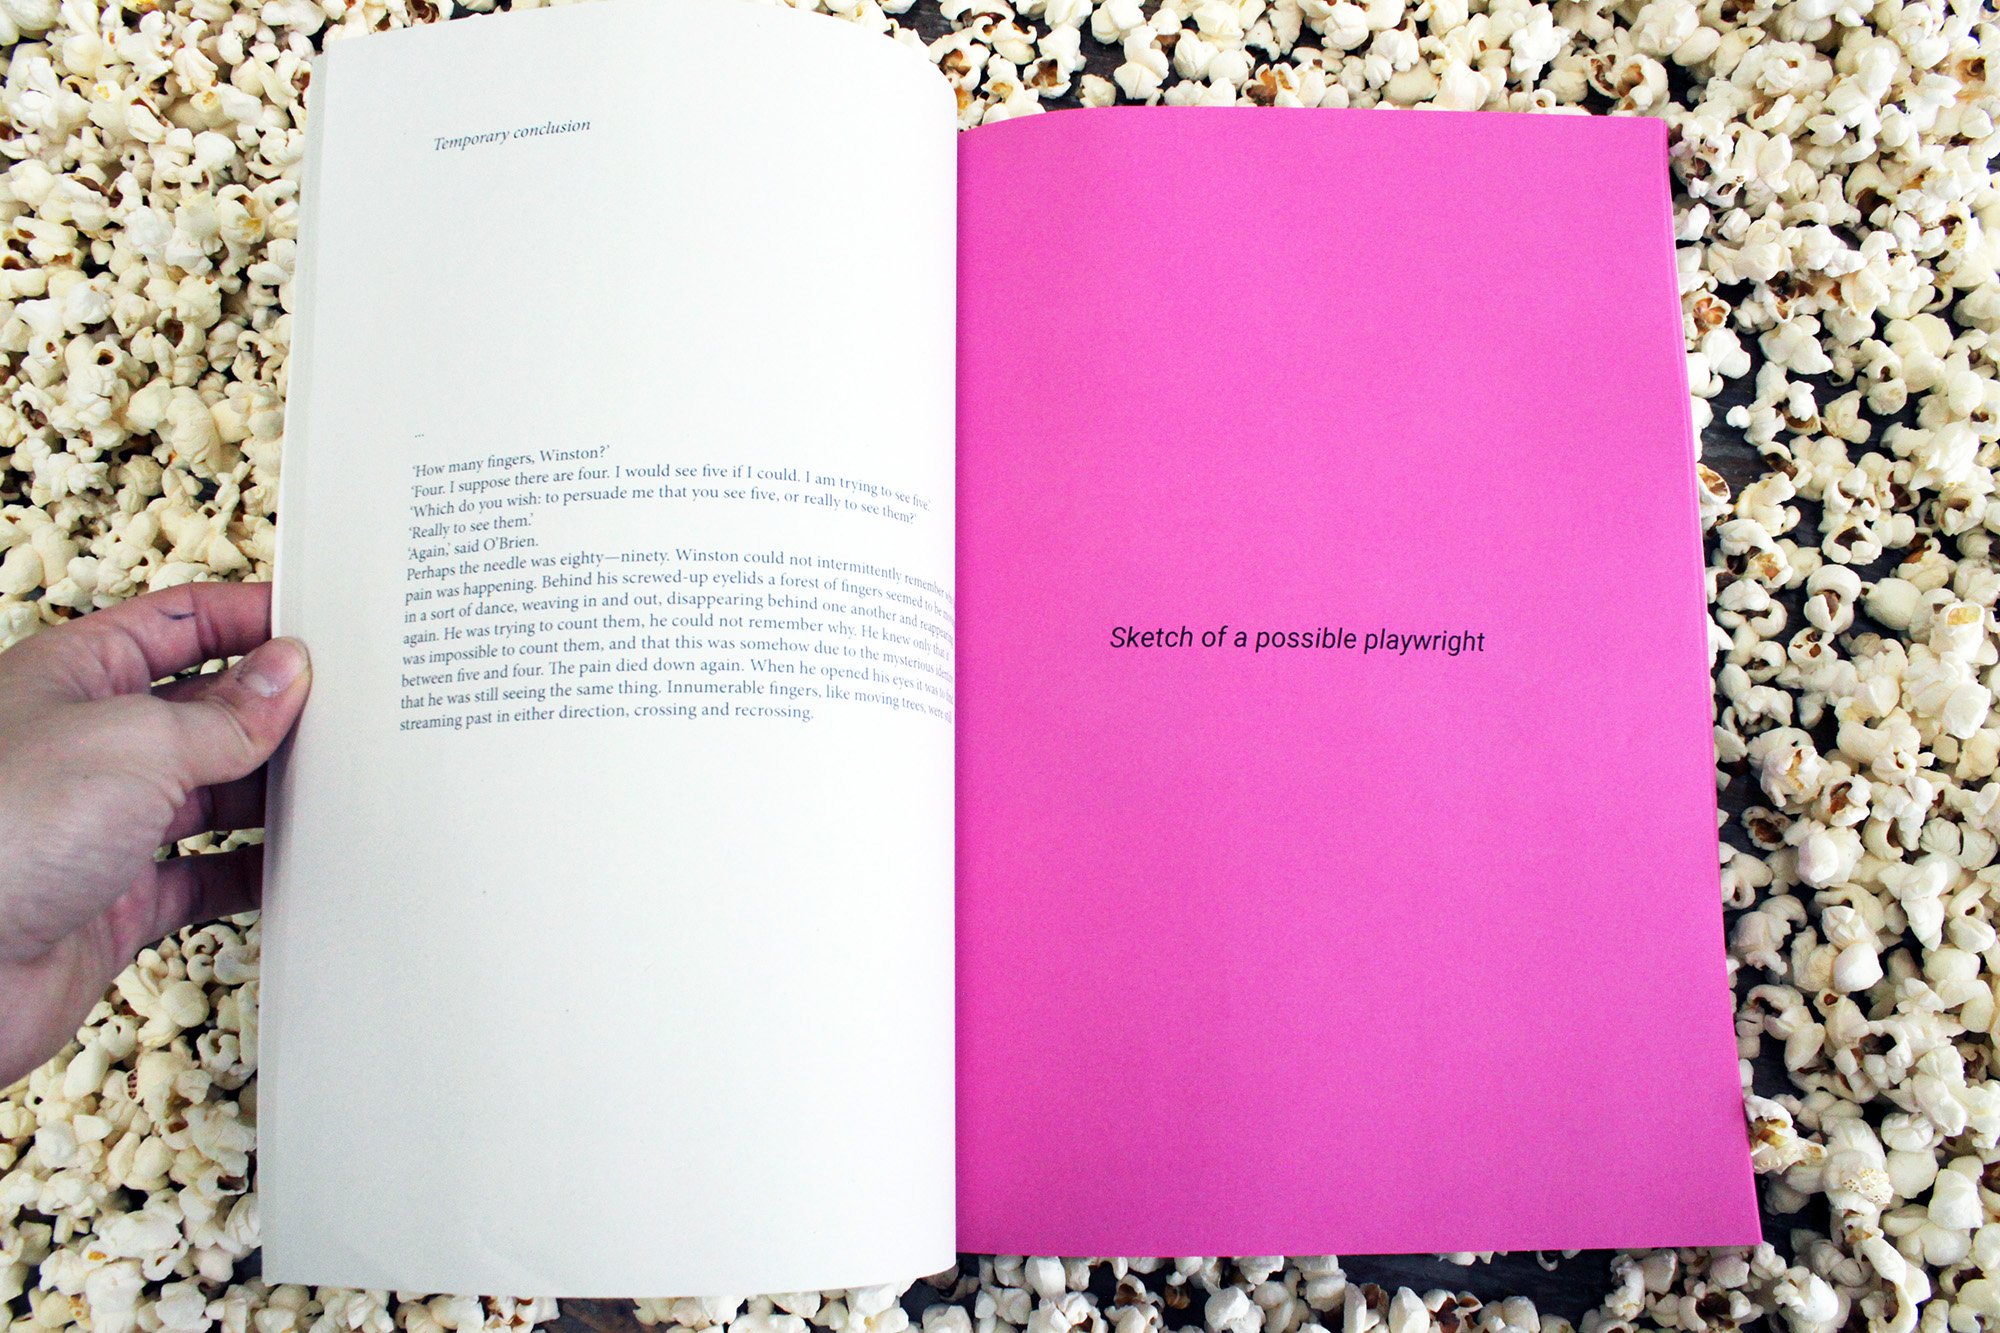 Temporary conclusion
...
‘How many fingers, Winston?’
‘Four. I suppose there are four. I would see five if I could. I am trying to see five.’
‘Which do you wish: to persuade me that you see five, or really to see them?’
‘Really to see them.’
‘Again,’ said O’Brien.
Perhaps the needle was eighty—ninety. Winston could not intermittently remember
pain was happening. Behind his screwed-up eyelids a forest of fingers seemed to be
in a sort of dance, weaving in and out, disappearing behind one another and reappearing
again. He was trying to count them, he could not remember why. He knew only that it
was impossible to count them, and that this was somehow due to the mysterious identity
between five and four. The pain died down again. When he opened his eyes it was to find
that he was still seeing the same thing. Innumerable fingers, like moving trees, were still
streaming past in either direction, crossing and recrossing.
Sketch of a possible playwright